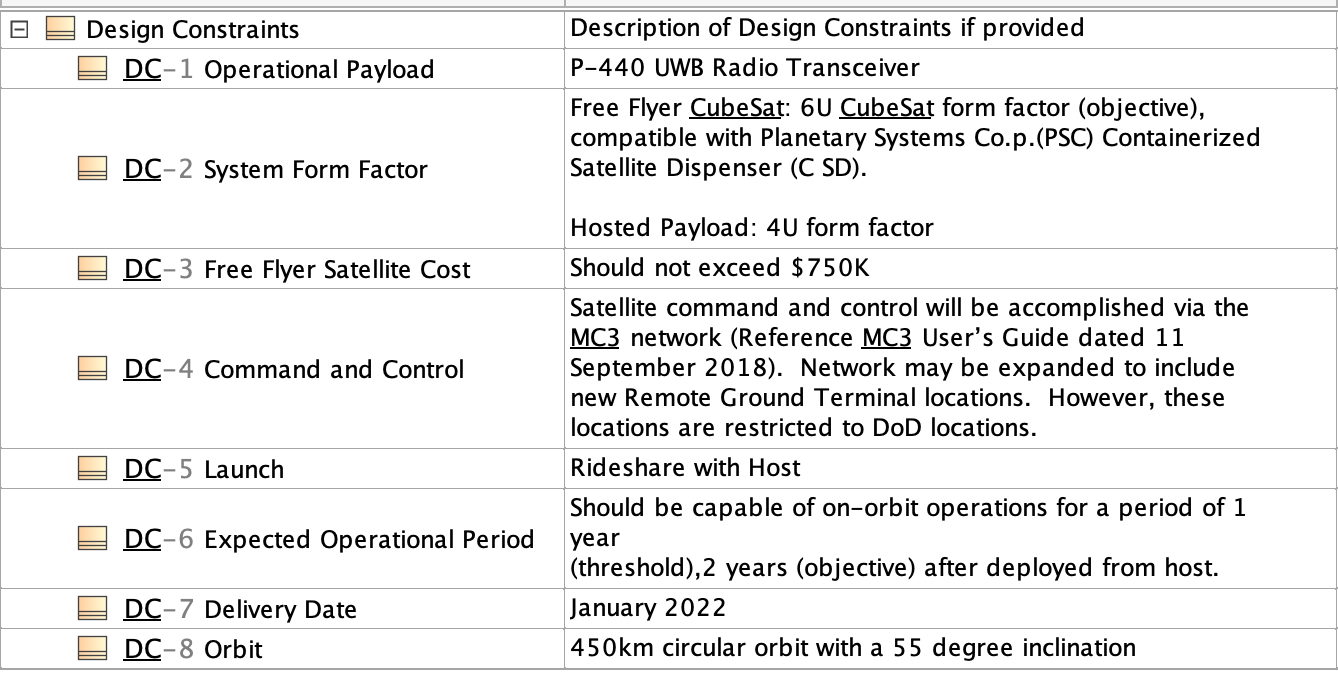 Design Constraints
Description of Design Constraints if provided
DC-1 Operational Payload
P-440 UWB Radio Transceiver
DC-2 System Form Factor
Free Flyer CubeSat: 6U CubeSat form factor (objective),
compatible with Planetary Systems Co.p.(PSC) Containerized
Satellite Dispenser (C SD).
Hosted Payload: 4U form factor
DC-3 Free Flyer Satellite Cost
Should not exceed $750K
DC-4 Command and Control
Satellite command and control will be accomplished via the
MC3 network (Reference MC3 User’s Guide dated 11
September 2018).  Network may be expanded to include
new Remote Ground Terminal locations.  However, these
locations are restricted to DoD locations.
DC-5 Launch
Rideshare with Host
DC-6 Expected Operational Period
Should be capable of on-orbit operations for a period of 1
year
(threshold),2 years (objective) after deployed from host.
DC-7 Delivery Date
January 2022
DC-8 Orbit
450km circular orbit with a 55 degree inclination